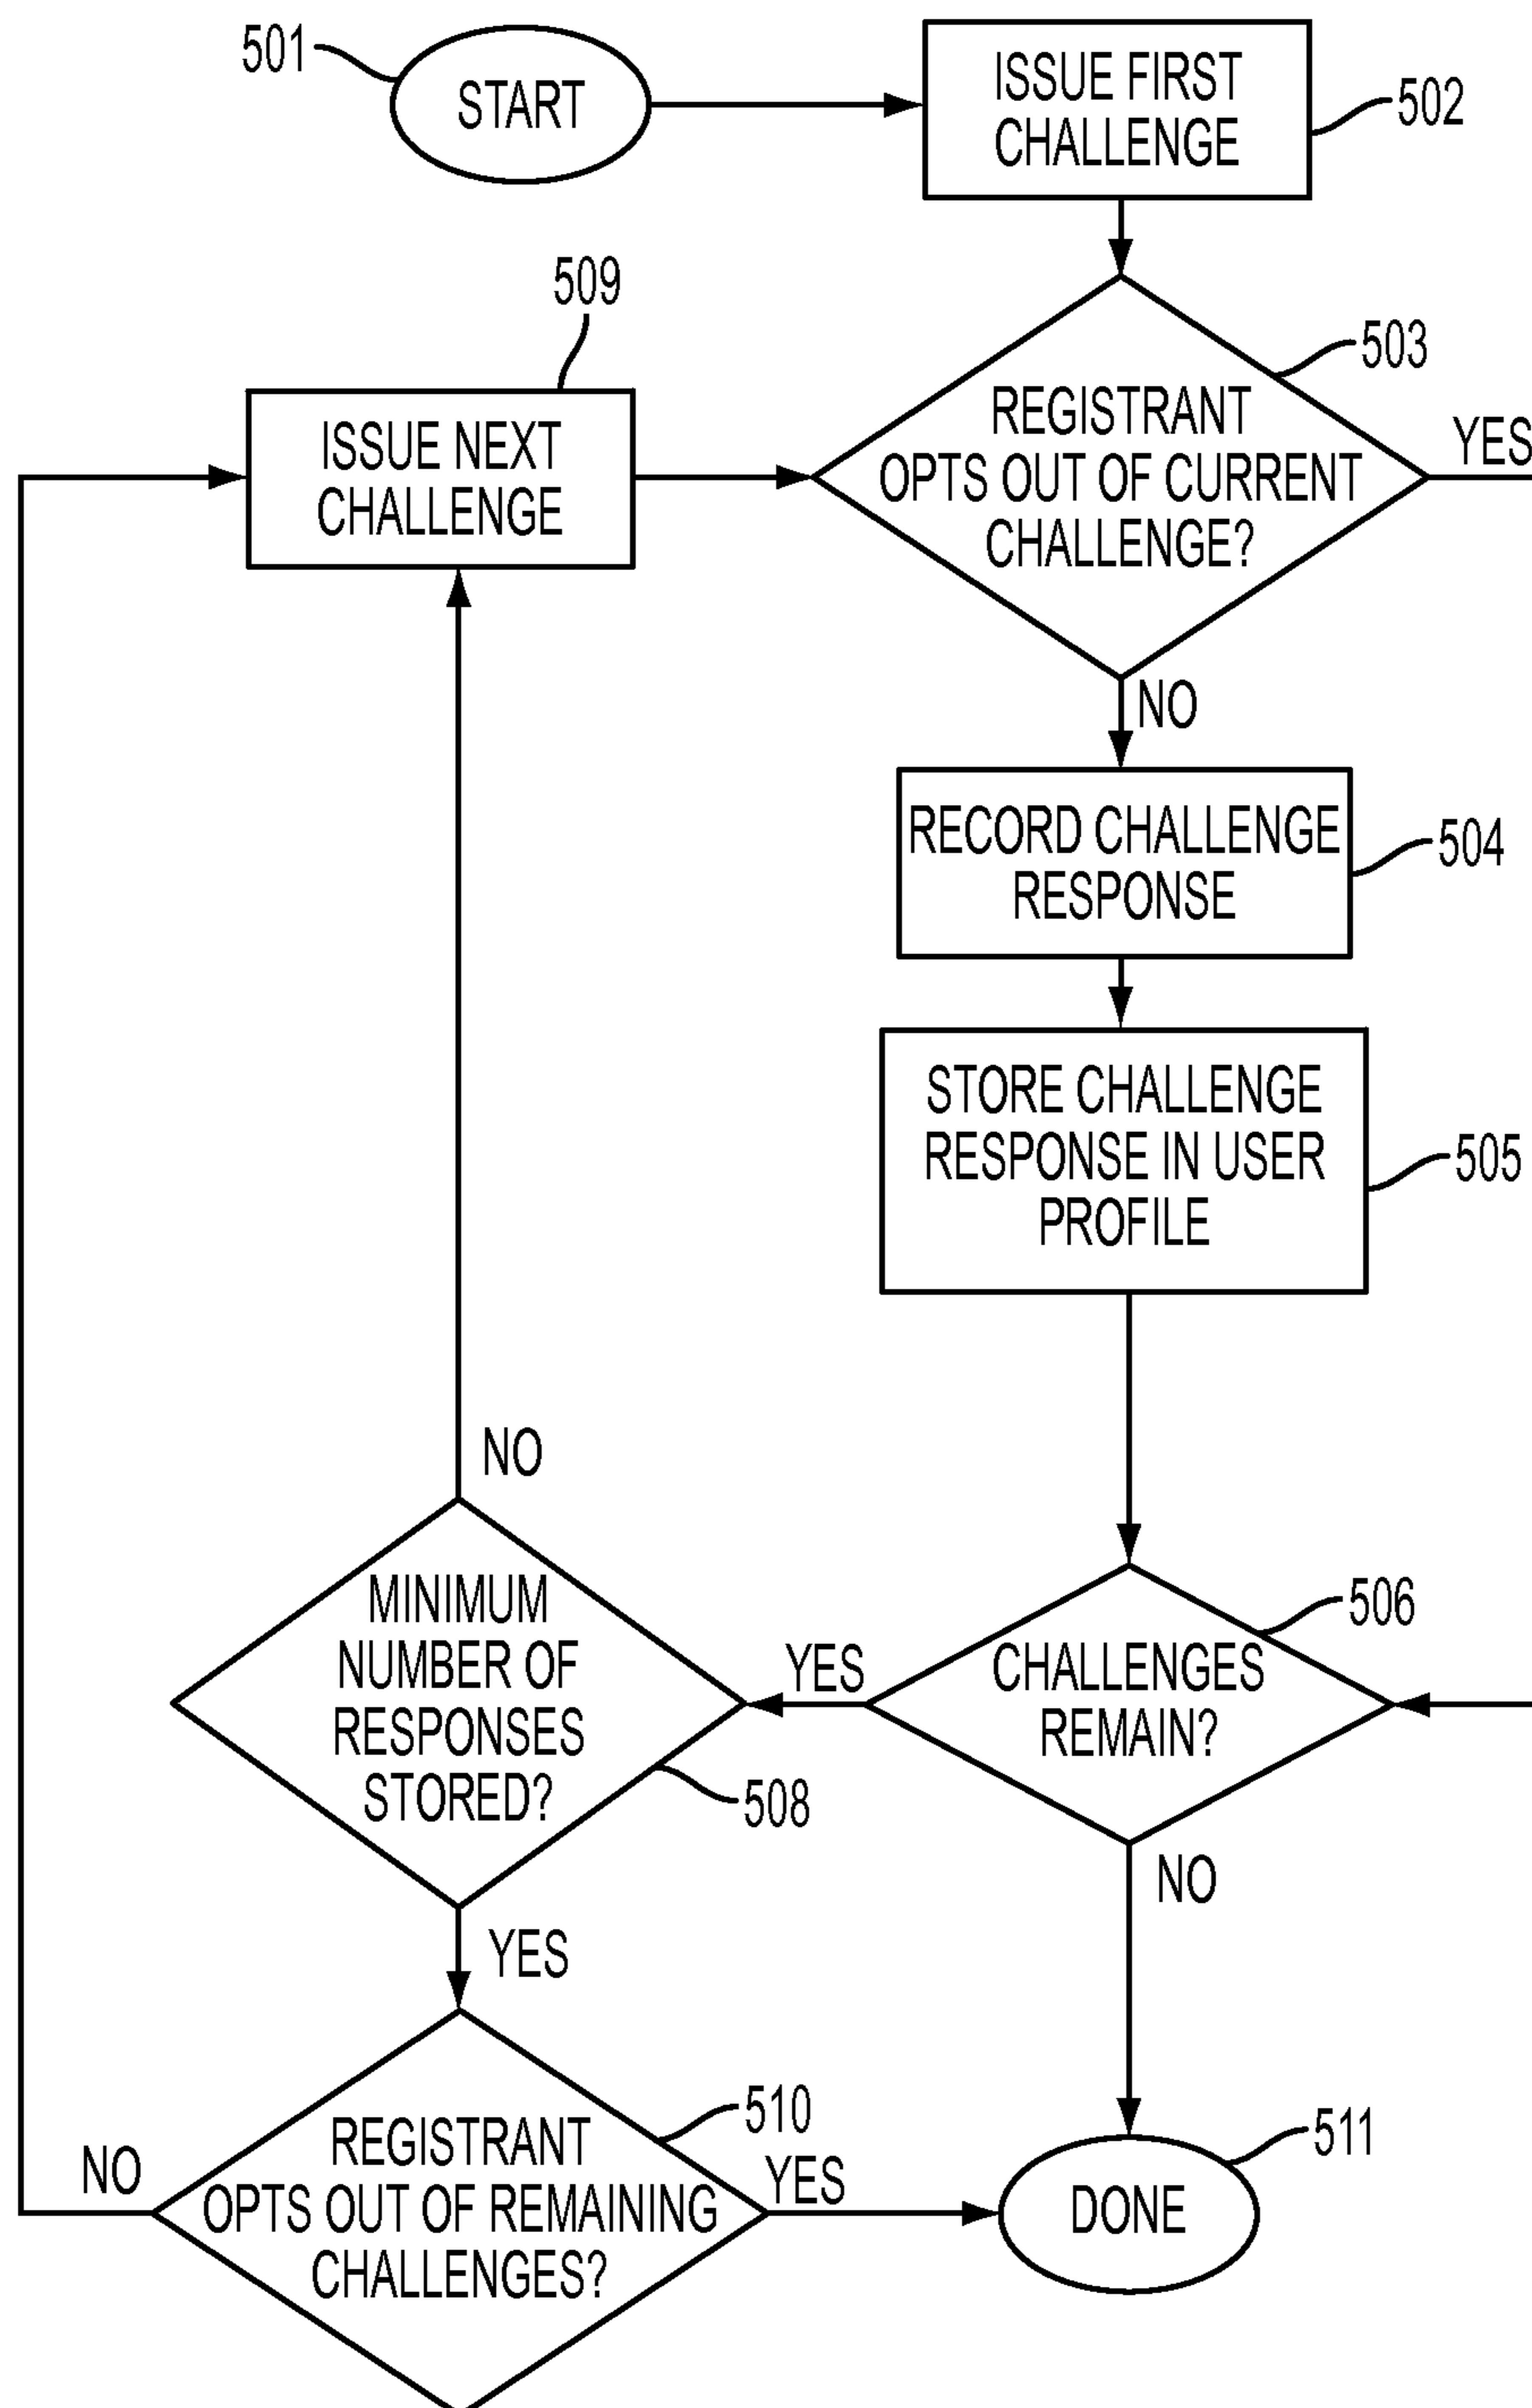 501
START
ISSUE FIRST
CHALLENGE
502
509
ISSUE NEXT
CHALLENGE
503
REGISTRANT
OPTS OUT OF CURRENT
CHALLENGE?
YES
NO
RECORD CHALLENGE
RESPONSE
504
STORE CHALLENGE
RESPONSE IN USER
PROFILE
505
NO
MINIMUM
NUMBER OF
RESPONSES
STORED?
508
YES
506
CHALLENGES
REMAIN?
NO
YES
510
REGISTRANT
OPTS OUT OF REMAINING
CHALLENGES?
NO
YES
511
DONE